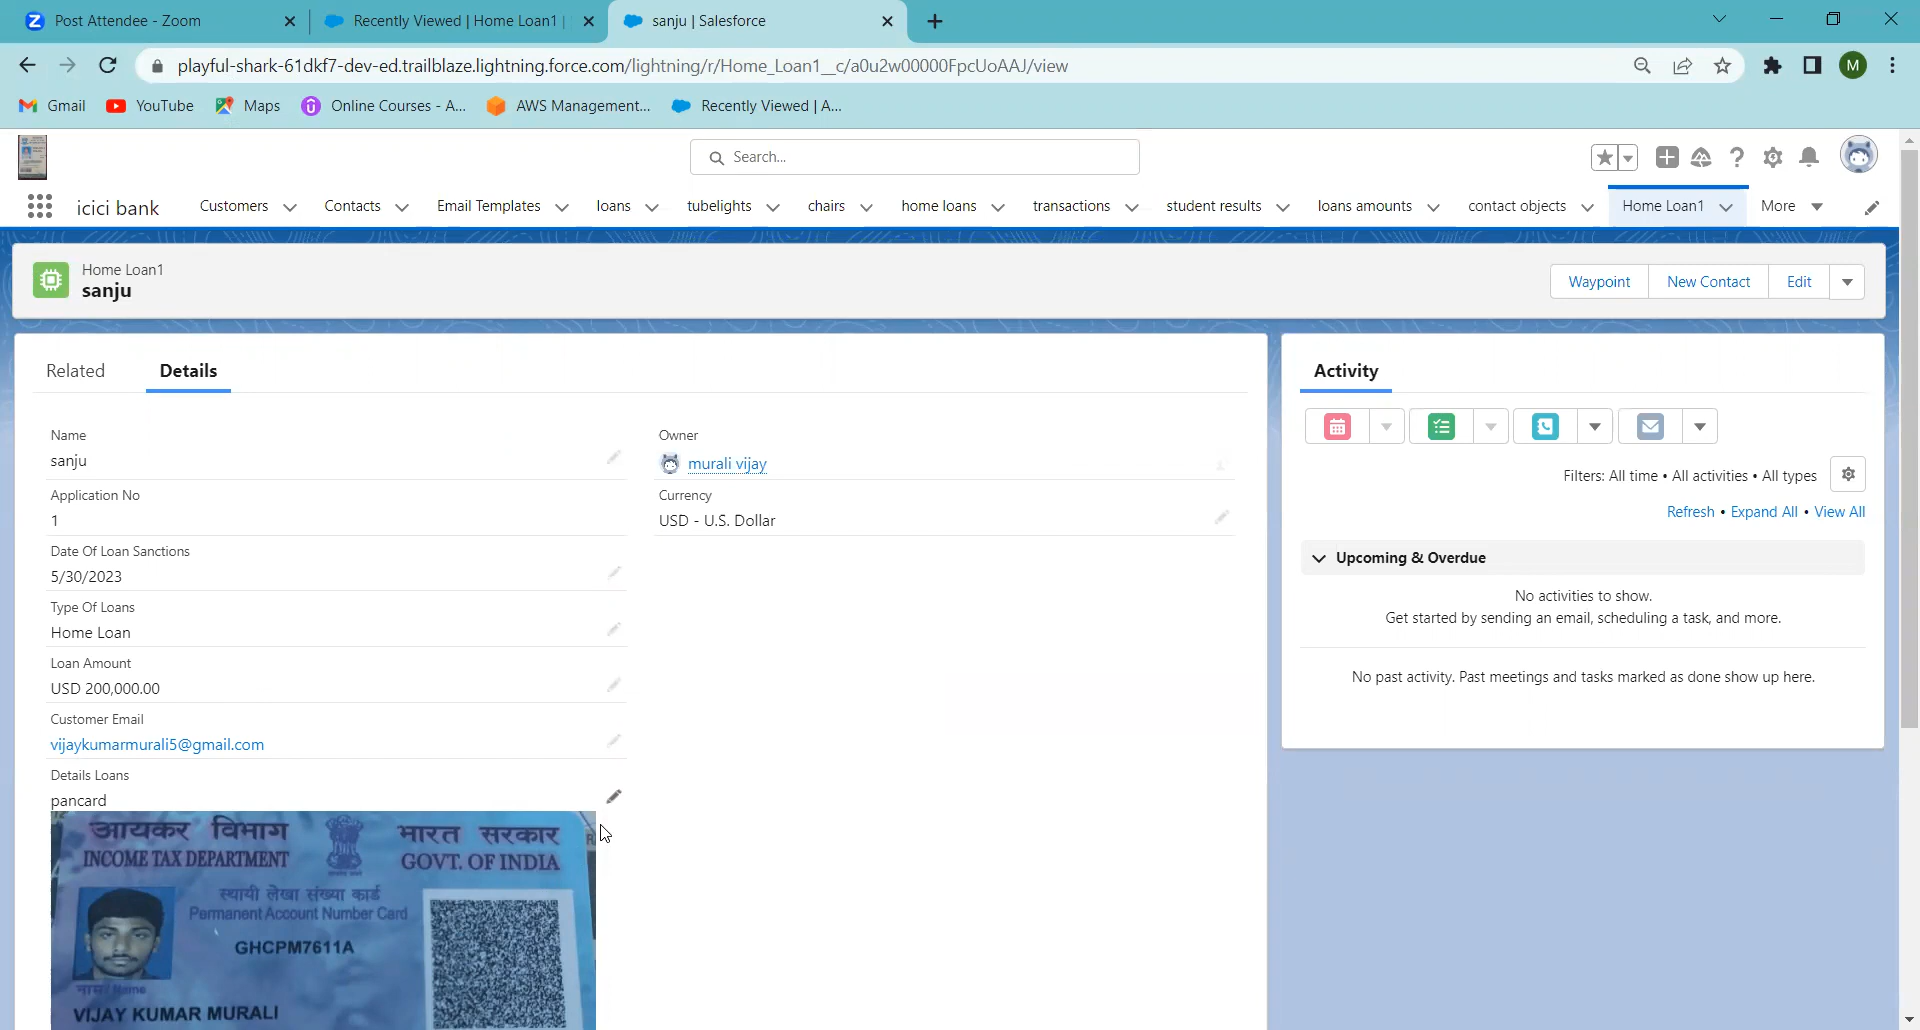 Post Attendee - Zoom
Recently Viewed | Home Loan1 |
sanju | Salesforce
playful-shark-61dkf7-dev-ed.trailblaze.lightning.force.com/lightning/r/Home_Loan1__c/a0u2w00000FpcUoAAJ/view
M
Gmail
YouTube
Maps
Online Courses - A...
AWS Management...
Recently Viewed | A...
Search...
icici bank
Customers
Contacts
Email Templates
loans
tubelights
chairs
home loans
transactions
student results
loans amounts
contact objects
Home Loan1
More
Home Loan1
sanju
Waypoint
New Contact
Edit
Related
Details
Activity
Name
sanju
Owner
murali vijay
Application No
1
Currency
USD - U.S. Dollar
Date Of Loan Sanctions
5/30/2023
Type Of Loans
Home Loan
Loan Amount
USD 200,000.00
Customer Email
vijaykumarmurali5@gmail.com
Details Loans
pancard
आयकर विभाग
INCOME TAX DEPARTMENT
भारत सरकार
GOVT. OF INDIA
स्थायी लेखा संख्या कार्ड
Permanent Account Number Card
GHCPM7611A
नाम / Name
VIJAY KUMAR MURALI
Filters: All time • All activities • All types
Refresh • Expand All • View All
Upcoming & Overdue
No activities to show.
Get started by sending an email, scheduling a task, and more.
No past activity. Past meetings and tasks marked as done show up here.